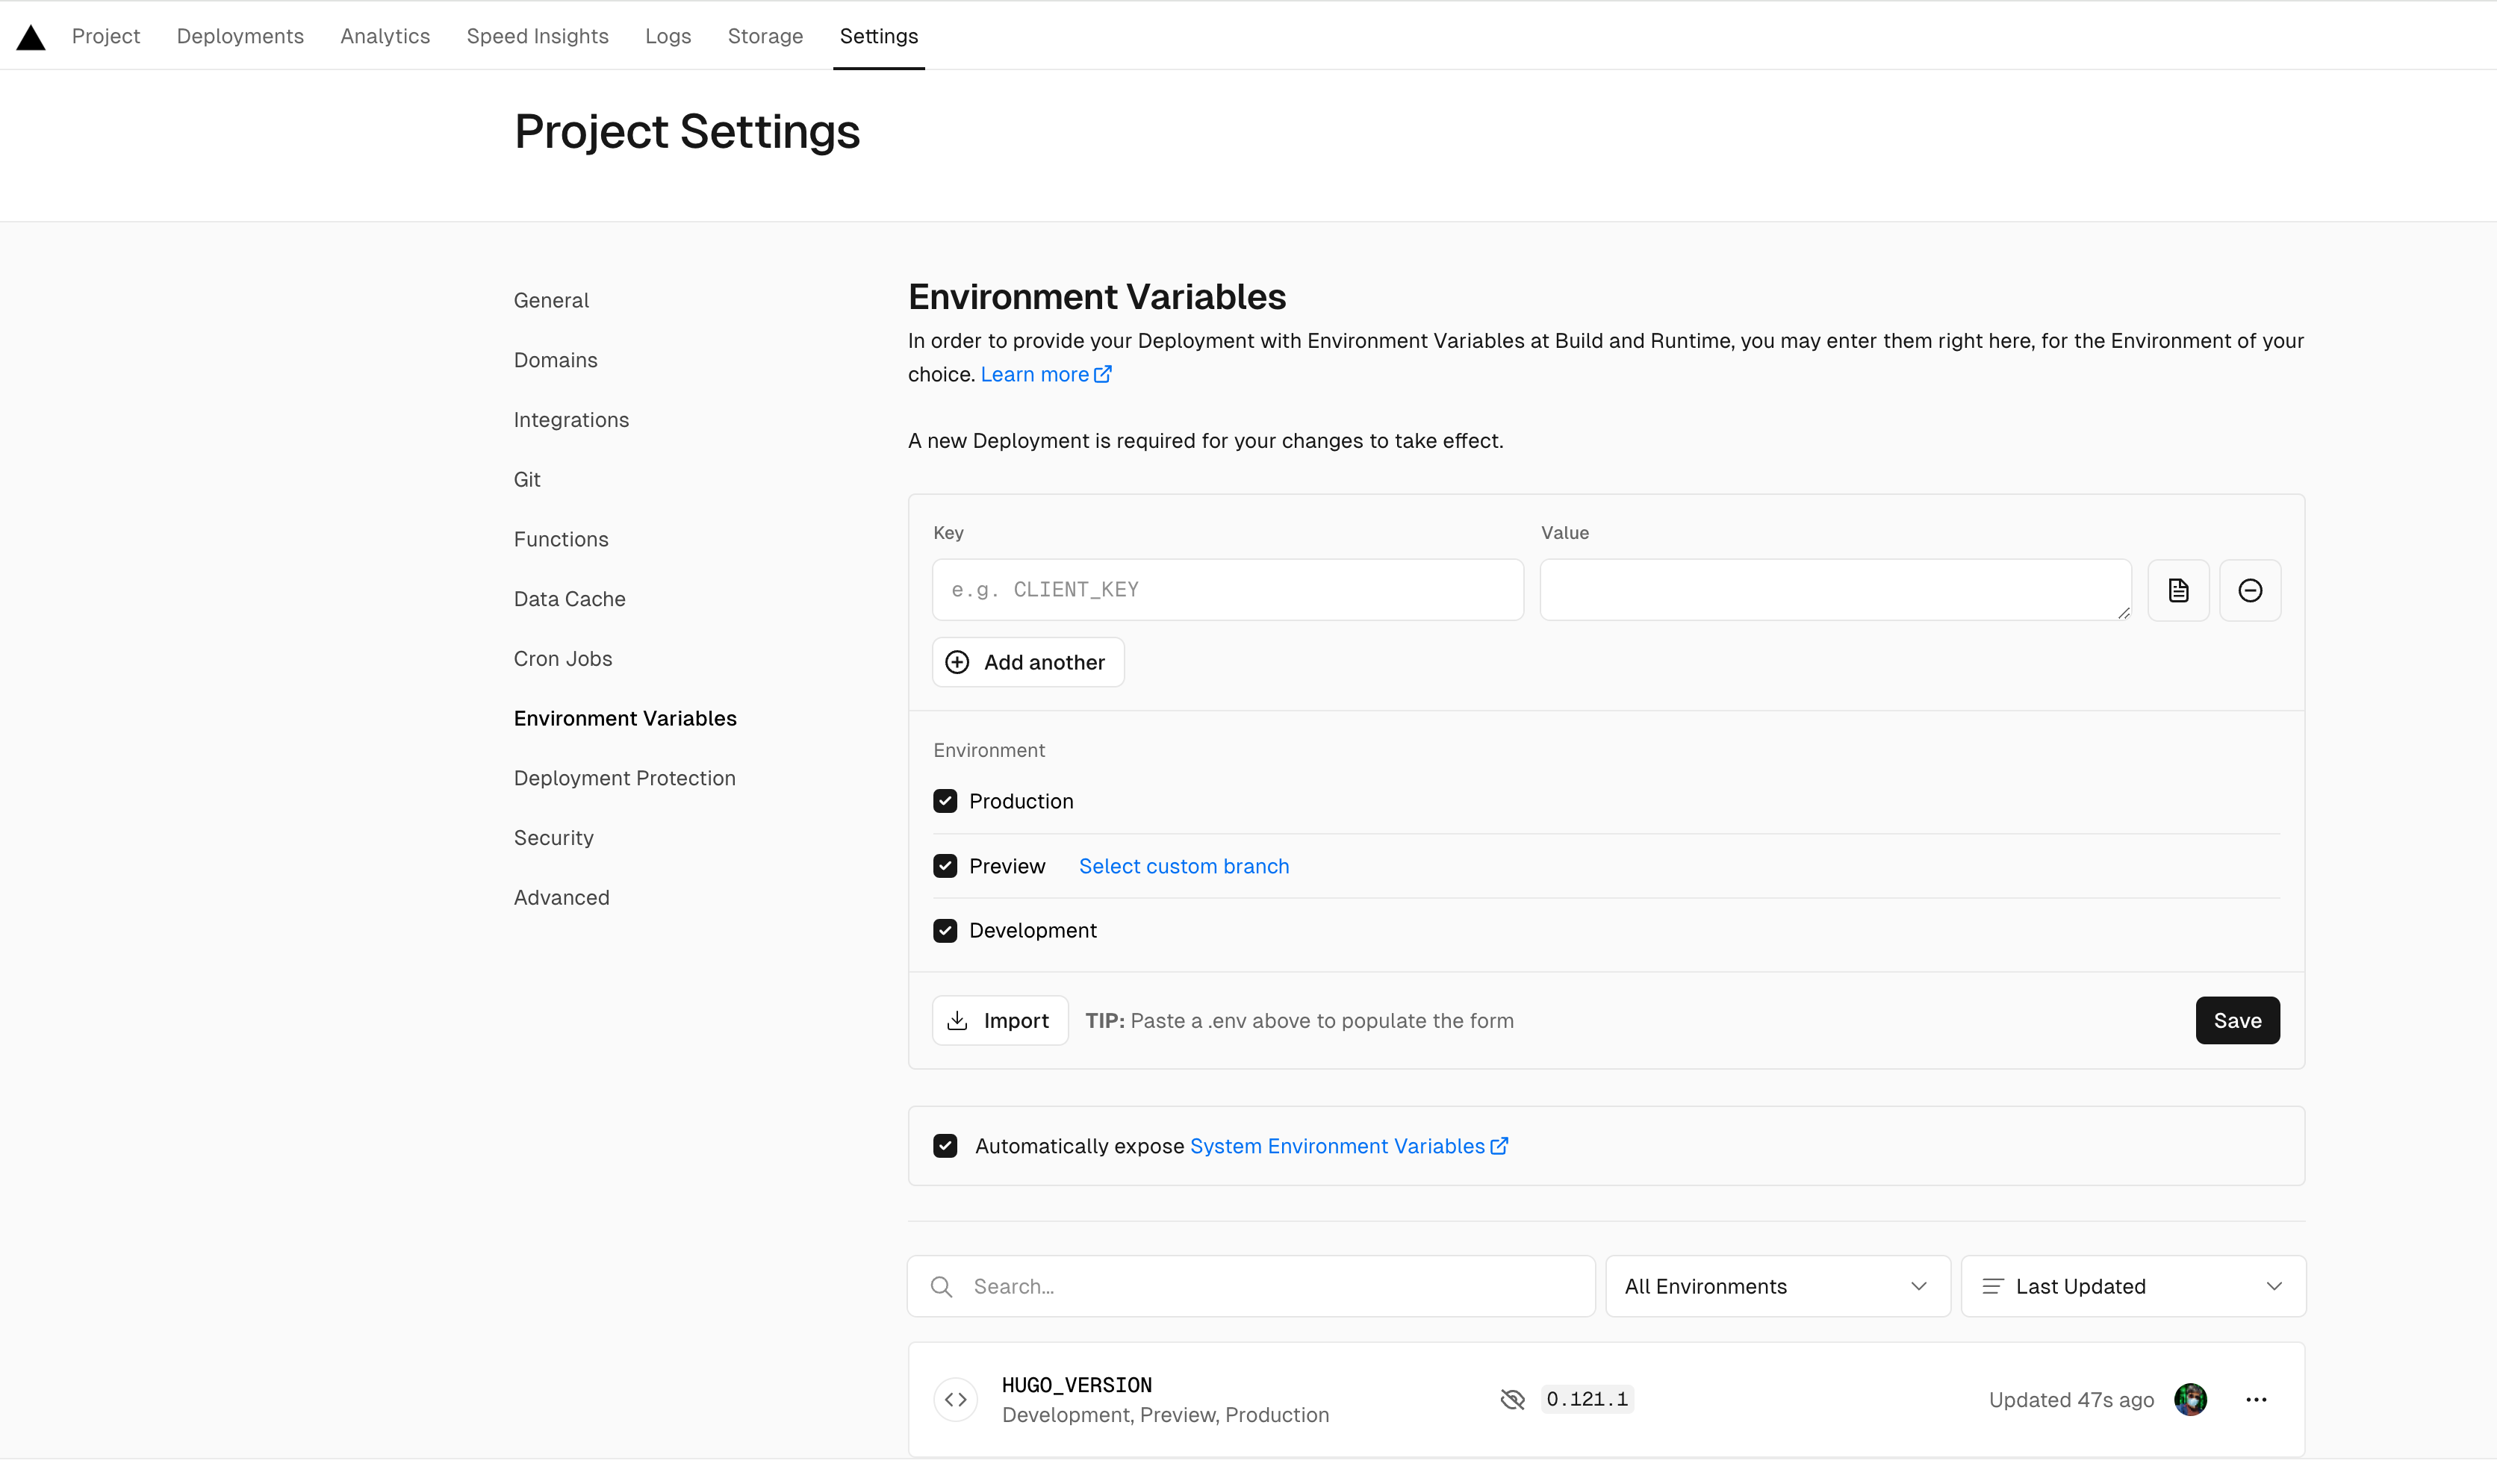 Project Deployments Analytics Speed Insights Logs Storage Settings
Project Settings
General
Domains
Integrations
Git
Functions
Data Cache
Cron Jobs
Environment Variables
Deployment Protection
Security
Advanced
Environment Variables
In order to provide your Deployment with Environment Variables at Build and Runtime, you may enter them right here, for the Environment of your
choice. Learn more
A new Deployment is required for your changes to take effect.
Key Value
e.g. CLIENT_KEY
Add another
Environment
Production
Preview Select custom branch
Development
Import TIP: Paste a .env above to populate the form Save
Automatically expose System Environment Variables
Search... All Environments Last Updated
HUGO_VERSION
Development, Preview, Production
0.121.1
Updated 47s ago